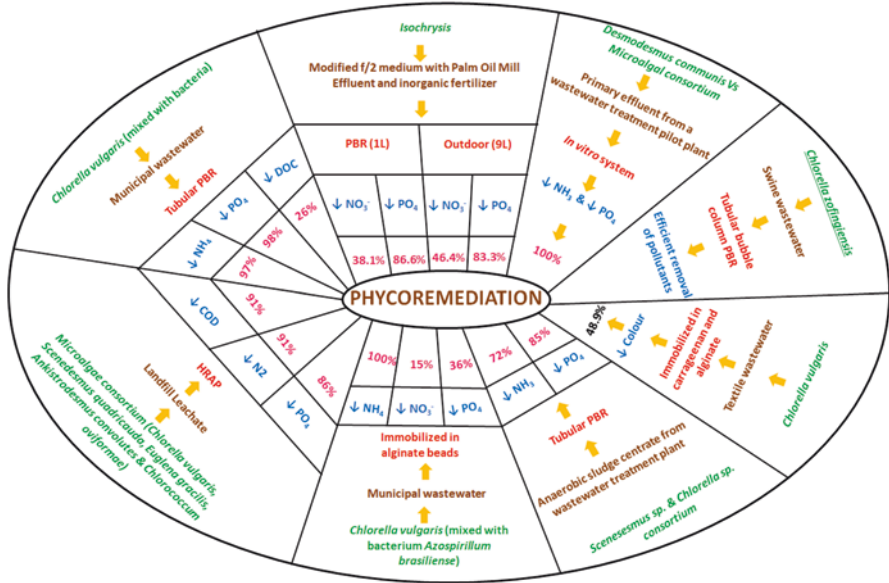 Isochrysis
Modified f/2 medium with Palm Oil Mill
Effluent and inorganic fertilizer
PBR (1L)
Outdoor (9L)
↓ NO3-
↓ PO4
↓ NO3-
↓ PO4
38.1%
86.6%
46.4%
83.3%
Desmodesmus communis Vs
Microalgal consortium
Primary effluent from a
wastewater treatment pilot plant
In vitro system
↓ NH3 & ↓ PO4
100%
Chlorella zofingiensis
Swine wastewater
Tubular bubble
column PBR
Efficient removal
of pollutants
Chlorella vulgaris
Textile wastewater
Immobilized in
carrageenan and
alginate
↓ Colour
48.9%
Scenesesmus sp. & Chlorella sp.
consortium
Anaerobic sludge centrate from
wastewater treatment plant
Tubular PBR
↓ NH3
↓ PO4
72%
85%
100%
15%
36%
↓ NH4
↓ NO3-
↓ PO4
Immobilized in
alginate beads
Municipal wastewater
Chlorella vulgaris (mixed with
bacterium Azospirillum
brasiliense)
Microalgae consortium (Chlorella vulgaris,
Scenedesmus quadricauda, Euglena gracilis,
Ankistrodesmus convolutes & Chlorococcum
oviformae)
Landfill Leachate
HRAP
↓ COD
↓ N2
↓ PO4
91%
91%
86%
Chlorella vulgaris (mixed with bacteria)
Municipal wastewater
Tubular PBR
↓ NH4
↓ PO4
↓ DOC
97%
98%
26%
PHYCOREMEDIATION